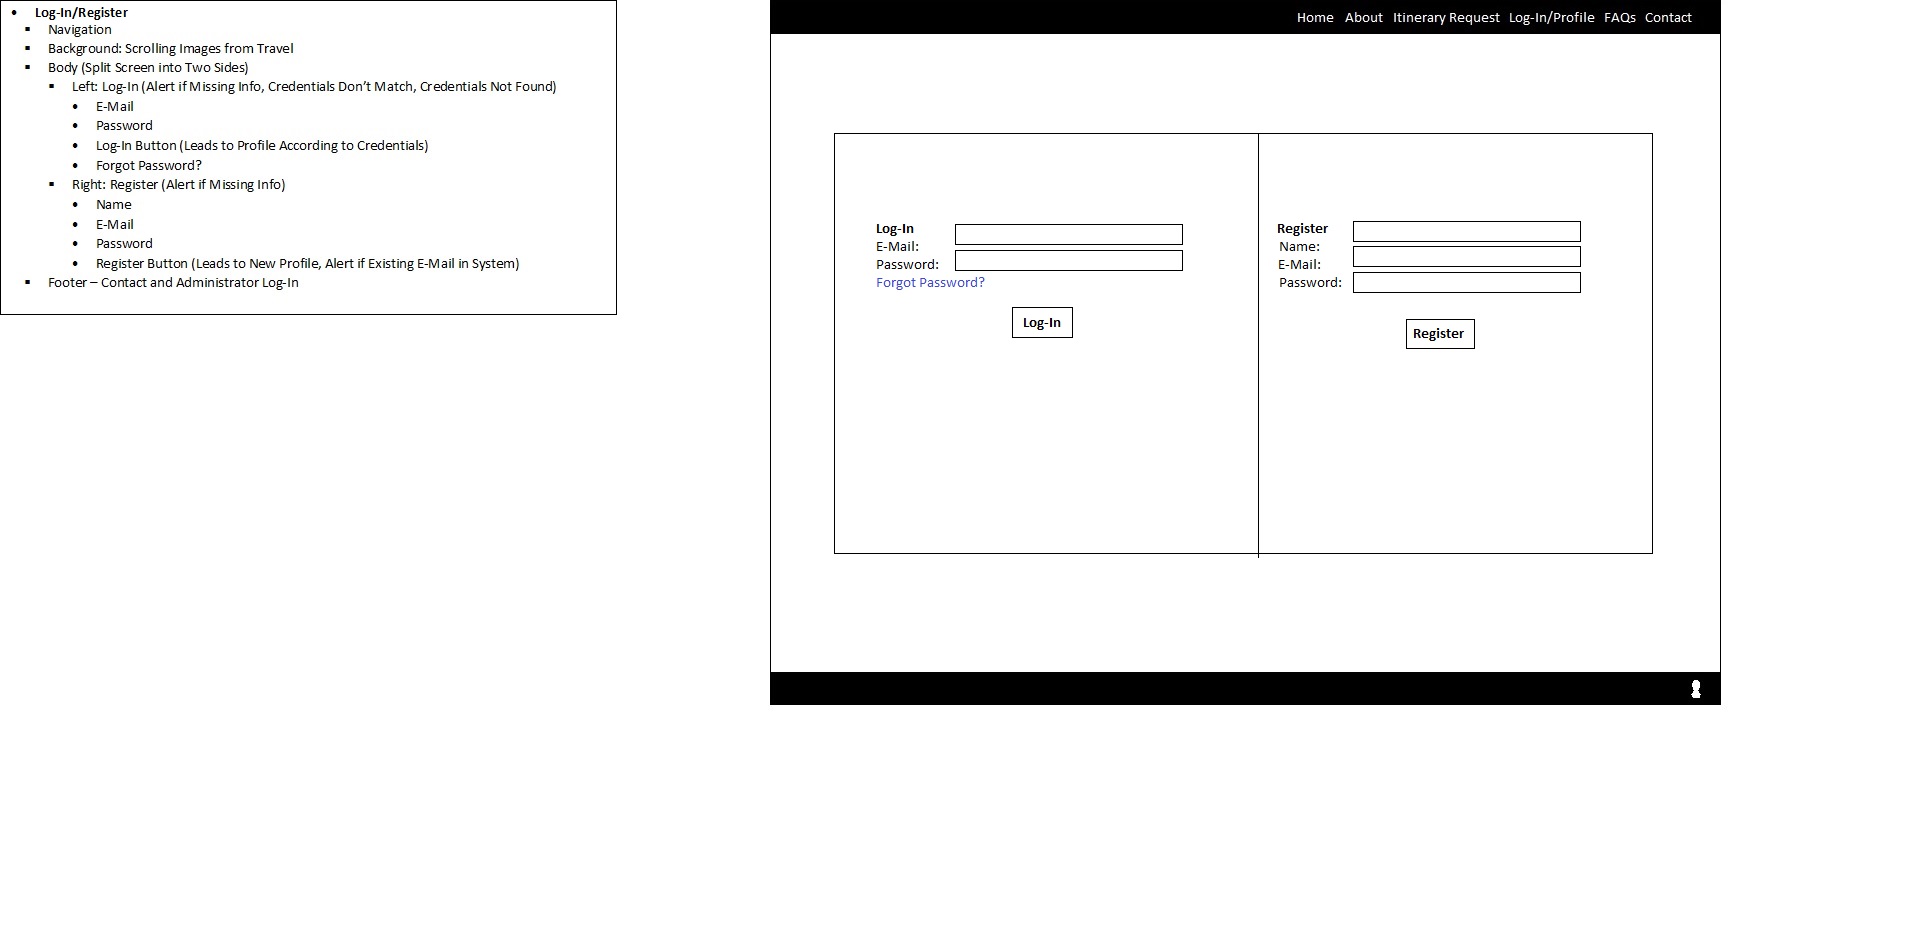 • Log-In/Register
▪ Navigation
▪ Background: Scrolling Images from Travel
▪ Body (Split Screen into Two Sides)
▪ Left: Log-In (Alert if Missing Info, Credentials Don't Match, Credentials Not Found)
• E-Mail
• Password
• Log-In Button (Leads to Profile According to Credentials)
• Forgot Password?
▪ Right: Register (Alert if Missing Info)
• Name
• E-Mail
• Password
• Register Button (Leads to New Profile, Alert if Existing E-Mail in System)
▪ Footer – Contact and Administrator Log-In
Home About Itinerary Request Log-In/Profile FAQs Contact
Log-In
E-Mail:
Password:
Forgot Password?
Log-In
Register
Name:
E-Mail:
Password:
Register